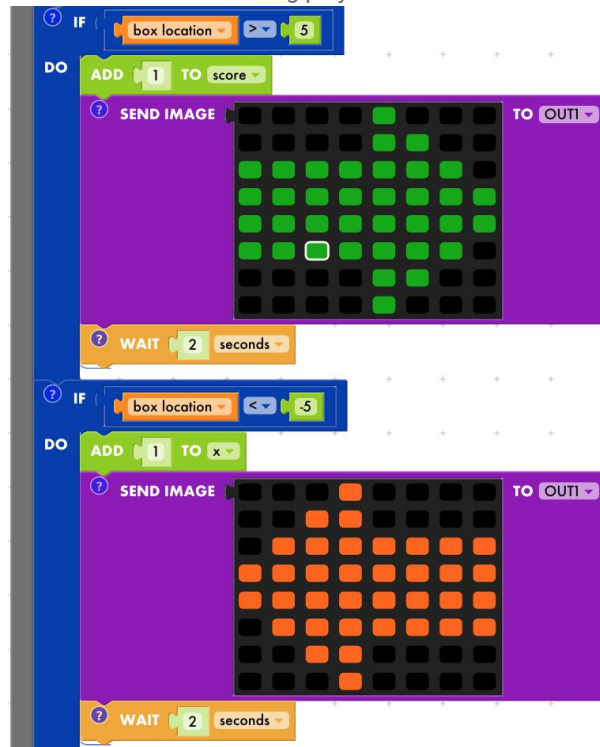 ? IF box location > 5
DO ADD 1 TO score
? SEND IMAGE TO OUT1
? WAIT 2 seconds
? IF box location < -5
DO ADD 1 TO x
? SEND IMAGE TO OUT1
? WAIT 2 seconds